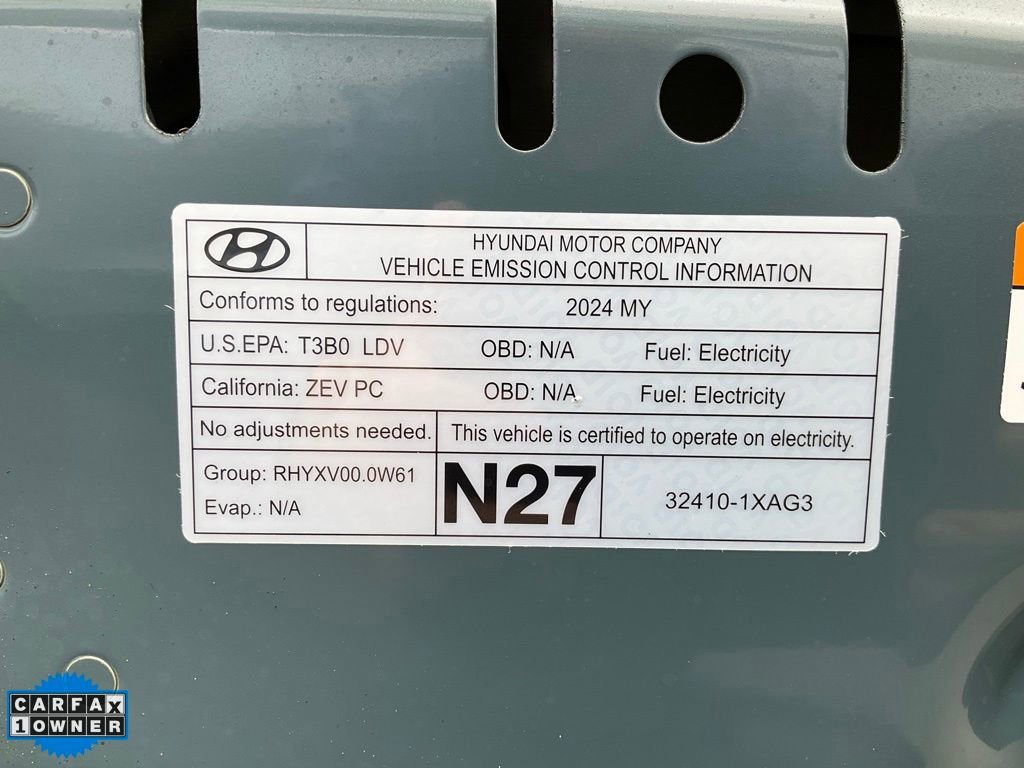 HYUNDAI MOTOR COMPANY
VEHICLE EMISSION CONTROL INFORMATION
Conforms to regulations: 2024 MY
U.S.EPA: T3B0 LDV OBD: N/A Fuel: Electricity
California: ZEV PC OBD: N/A Fuel: Electricity
No adjustments needed. This vehicle is certified to operate on electricity.
Group: RHYXV00.0W61
Evap.: N/A
N27
32410-1XAG3
CARFAX
1 OWNER